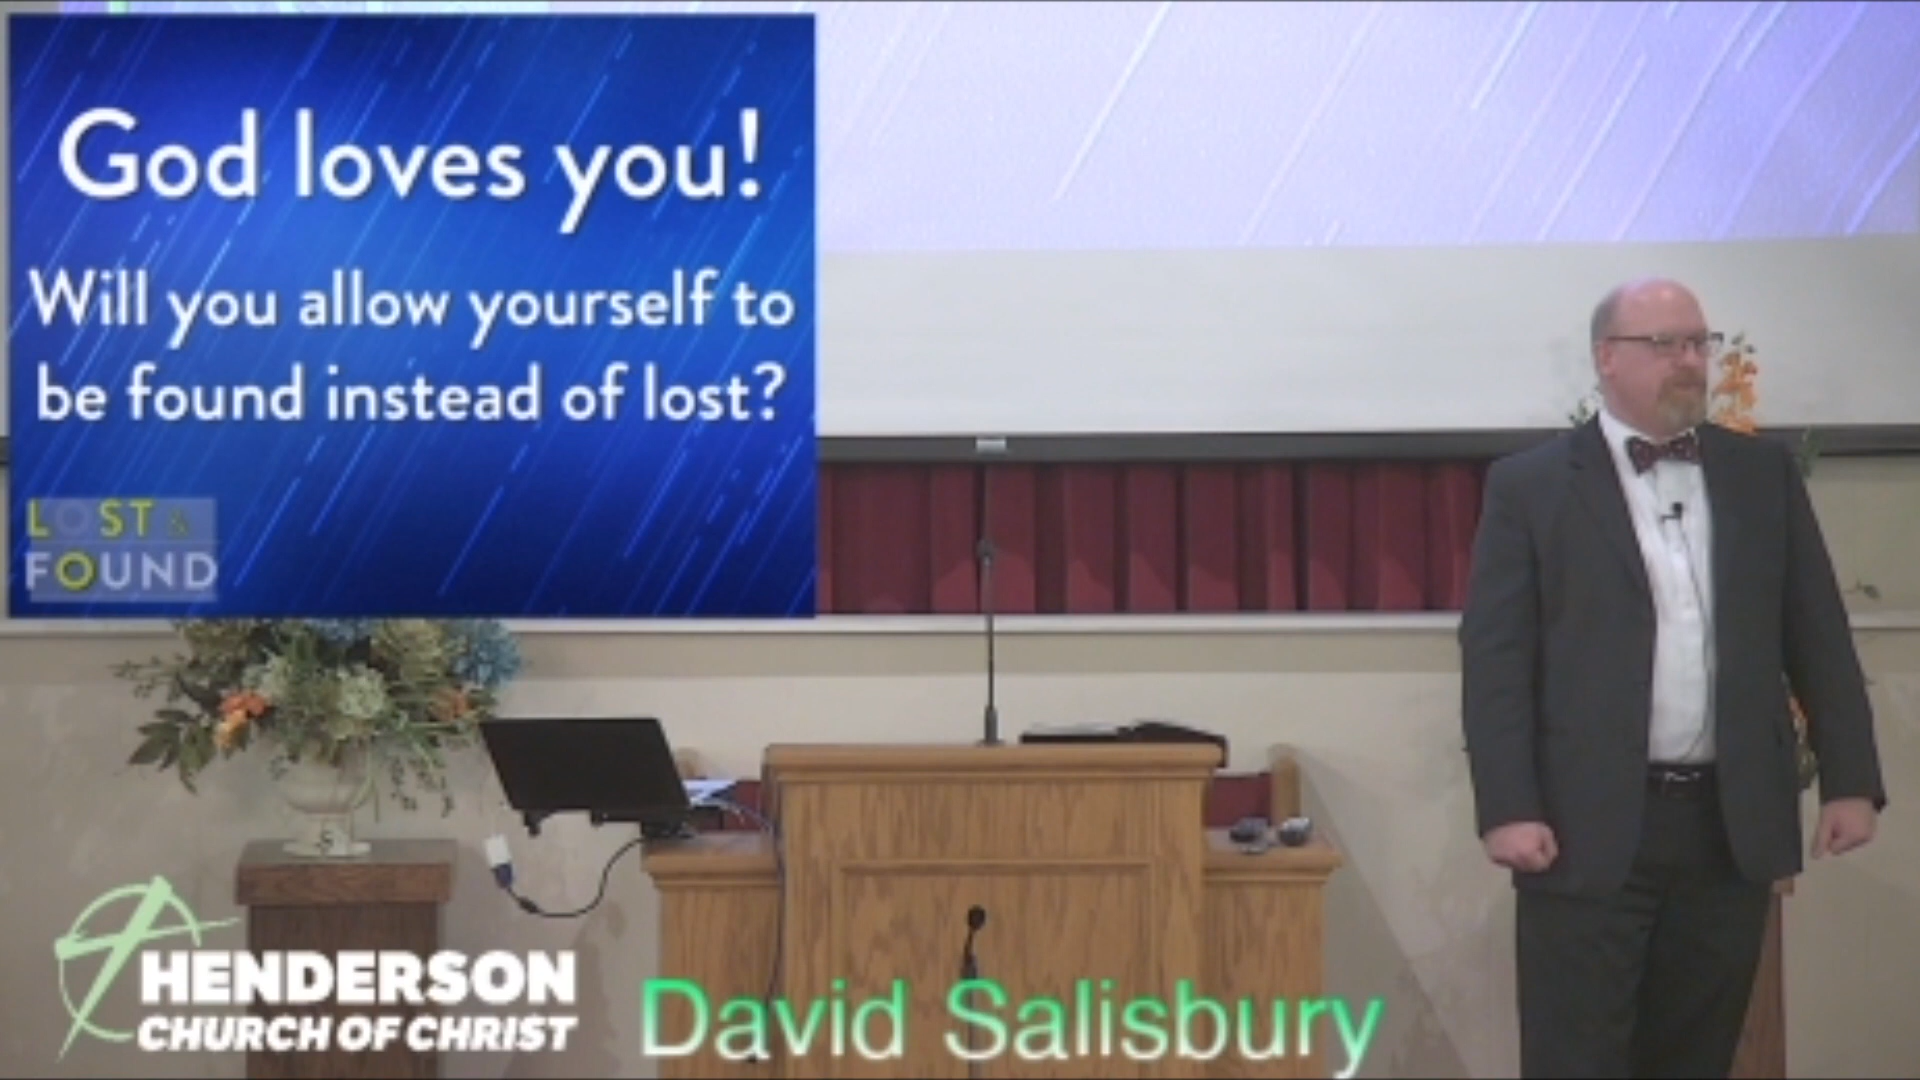 God loves you!
Will you allow yourself to
be found instead of lost?
LOST &
FOUND
S
HENDERSON
CHURCH OF CHRIST
David Salisbury